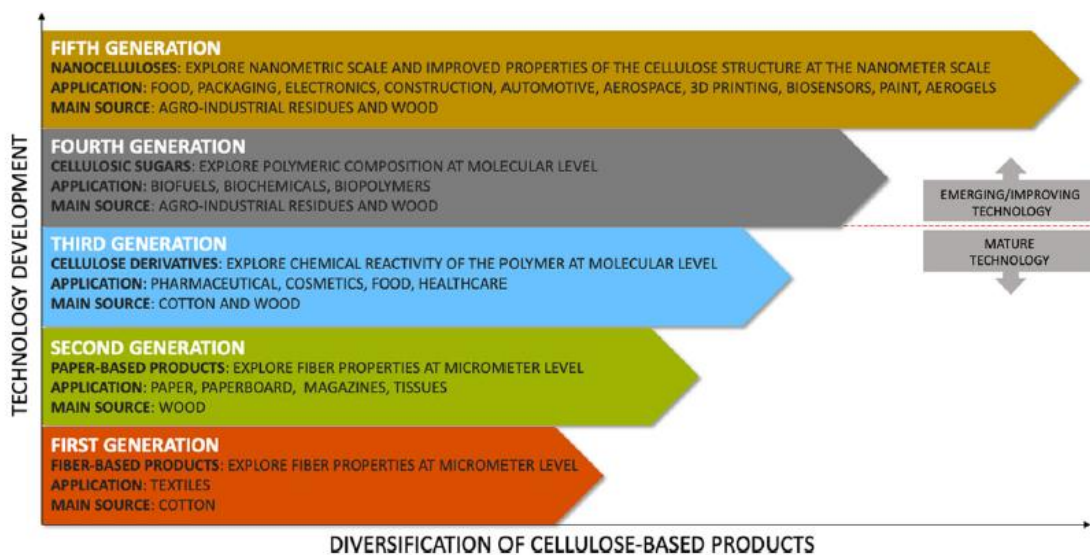 FIFTH GENERATION
NANOCELLULOSES: EXPLORE NANOMETRIC SCALE AND IMPROVED PROPERTIES OF THE CELLULOSE STRUCTURE AT THE NANOMETER SCALE
APPLICATION: FOOD, PACKAGING, ELECTRONICS, CONSTRUCTION, AUTOMOTIVE, AEROSPACE, 3D PRINTING, BIOSENSORS, PAINT, AEROGELS
MAIN SOURCE: AGRO-INDUSTRIAL RESIDUES AND WOOD
FOURTH GENERATION
CELLULOSIC SUGARS: EXPLORE POLYMERIC COMPOSITION AT MOLECULAR LEVEL
APPLICATION: BIOFUELS, BIOCHEMICALS, BIOPOLYMERS
MAIN SOURCE: AGRO-INDUSTRIAL RESIDUES AND WOOD
EMERGING/IMPROVING
TECHNOLOGY
MATURE
TECHNOLOGY
THIRD GENERATION
CELLULOSE DERIVATIVES: EXPLORE CHEMICAL REACTIVITY OF THE POLYMER AT MOLECULAR LEVEL
APPLICATION: PHARMACEUTICAL, COSMETICS, FOOD, HEALTHCARE
MAIN SOURCE: COTTON AND WOOD
SECOND GENERATION
PAPER-BASED PRODUCTS: EXPLORE FIBER PROPERTIES AT MICROMETER LEVEL
APPLICATION: PAPER, PAPERBOARD, MAGAZINES, TISSUES
MAIN SOURCE: WOOD
FIRST GENERATION
FIBER-BASED PRODUCTS: EXPLORE FIBER PROPERTIES AT MICROMETER LEVEL
APPLICATION: TEXTILES
MAIN SOURCE: COTTON
TECHNOLOGY DEVELOPMENT
DIVERSIFICATION OF CELLULOSE-BASED PRODUCTS